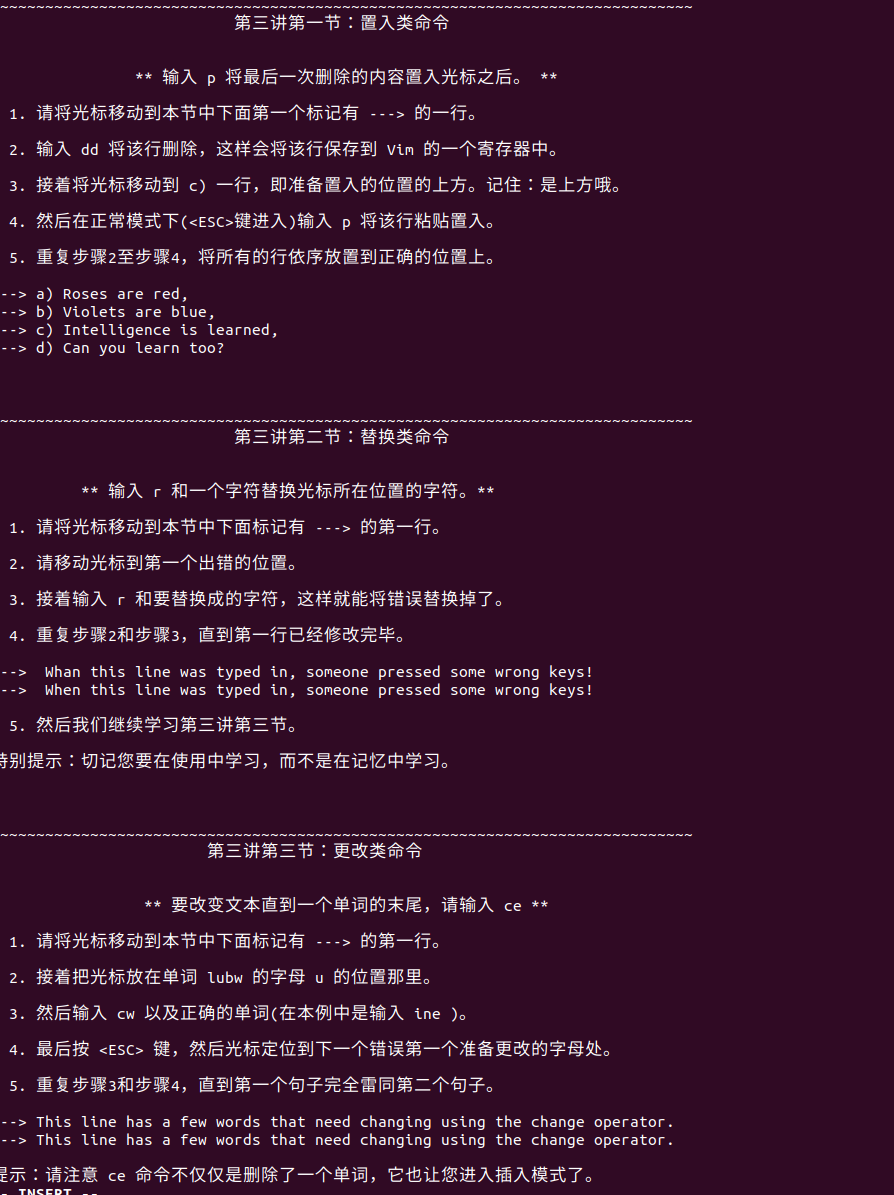 ~~~~~~~~~~~~~~~~~~~~~~~~~~~~~~~~~~~~~~~~~~~~~~~~~~~~~~~~~~~~~~~~~~~~~~~~~~~~~
第三讲第一节：置入类命令
** 输入 p 将最后一次删除的内容置入光标之后。 **
1. 请将光标移动到本节中下面第一个标记有 ---> 的一行。
2. 输入 dd 将该行删除，这样会将该行保存到 Vim 的一个寄存器中。
3. 接着将光标移动到 c) 一行，即准备置入的位置的上方。记住：是上方哦。
4. 然后在正常模式下(<ESC>键进入)输入 p 将该行粘贴置入。
5. 重复步骤2至步骤4，将所有的行依序放置到正确的位置上。
--> a) Roses are red,
--> b) Violets are blue,
--> c) Intelligence is learned,
--> d) Can you learn too?
~~~~~~~~~~~~~~~~~~~~~~~~~~~~~~~~~~~~~~~~~~~~~~~~~~~~~~~~~~~~~~~~~~~~~~~~~~~~~
第三讲第二节：替换类命令
** 输入 r 和一个字符替换光标所在位置的字符。**
1. 请将光标移动到本节中下面标记有 ---> 的第一行。
2. 请移动光标到第一个出错的位置。
3. 接着输入 r 和要替换成的字符，这样就能将错误替换掉了。
4. 重复步骤2和步骤3，直到第一行已经修改完毕。
-->  Whan this line was typed in, someone pressed some wrong keys!
-->  When this line was typed in, someone pressed some wrong keys!
5. 然后我们继续学习第三讲第三节。
特别提示：切记您要在使用中学习，而不是在记忆中学习。
~~~~~~~~~~~~~~~~~~~~~~~~~~~~~~~~~~~~~~~~~~~~~~~~~~~~~~~~~~~~~~~~~~~~~~~~~~~~~
第三讲第三节：更改类命令
** 要改变文本直到一个单词的末尾，请输入 ce **
1. 请将光标移动到本节中下面标记有 ---> 的第一行。
2. 接着把光标放在单词 lubw 的字母 u 的位置那里。
3. 然后输入 cw 以及正确的单词(在本例中是输入 ine )。
4. 最后按 <ESC> 键，然后光标定位到下一个错误第一个准备更改的字母处。
5. 重复步骤3和步骤4，直到第一个句子完全雷同第二个句子。
--> This line has a few words that need changing using the change operator.
--> This line has a few words that need changing using the change operator.
提示：请注意 ce 命令不仅仅是删除了一个单词，它也让您进入插入模式了。
- INSERT --